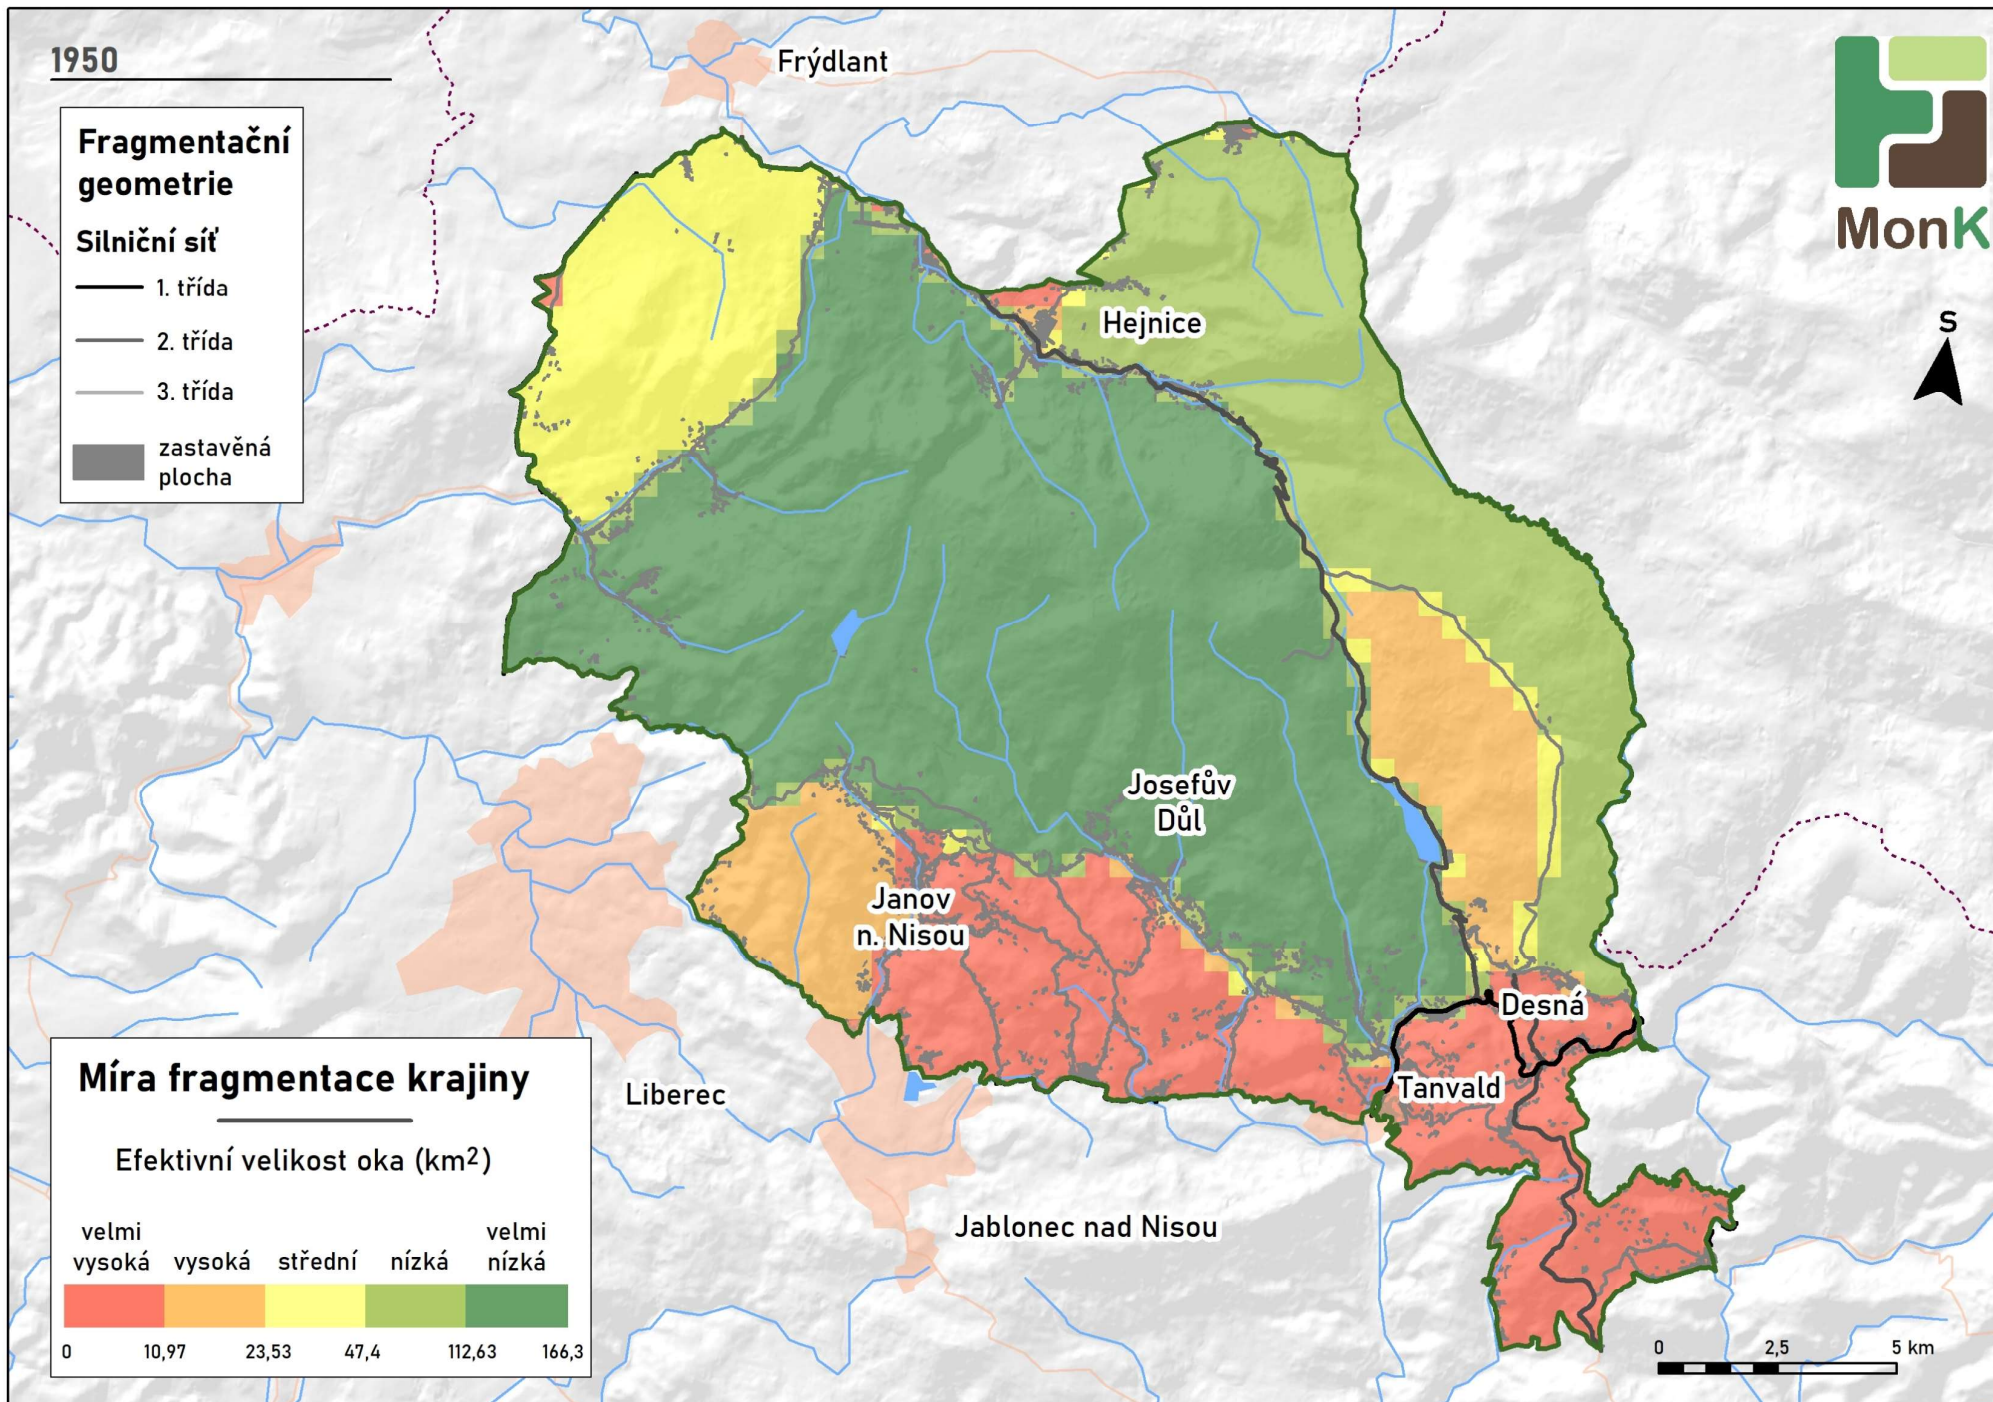 1950
Fragmentační
geometrie
Silniční síť
1. třída
2. třída
3. třída
zastavěná
plocha
Frýdlant
MonK
S
Hejnice
Josefův
Důl
Janov
n. Nisou
Desná
Tanvald
Liberec
Jablonec nad Nisou
Míra fragmentace krajiny
Efektivní velikost oka (km²)
velmi
vysoká
vysoká
střední
nízká
velmi
nízká
0 10,97 23,53 47,4 112,63 166,3
0 2,5 5 km